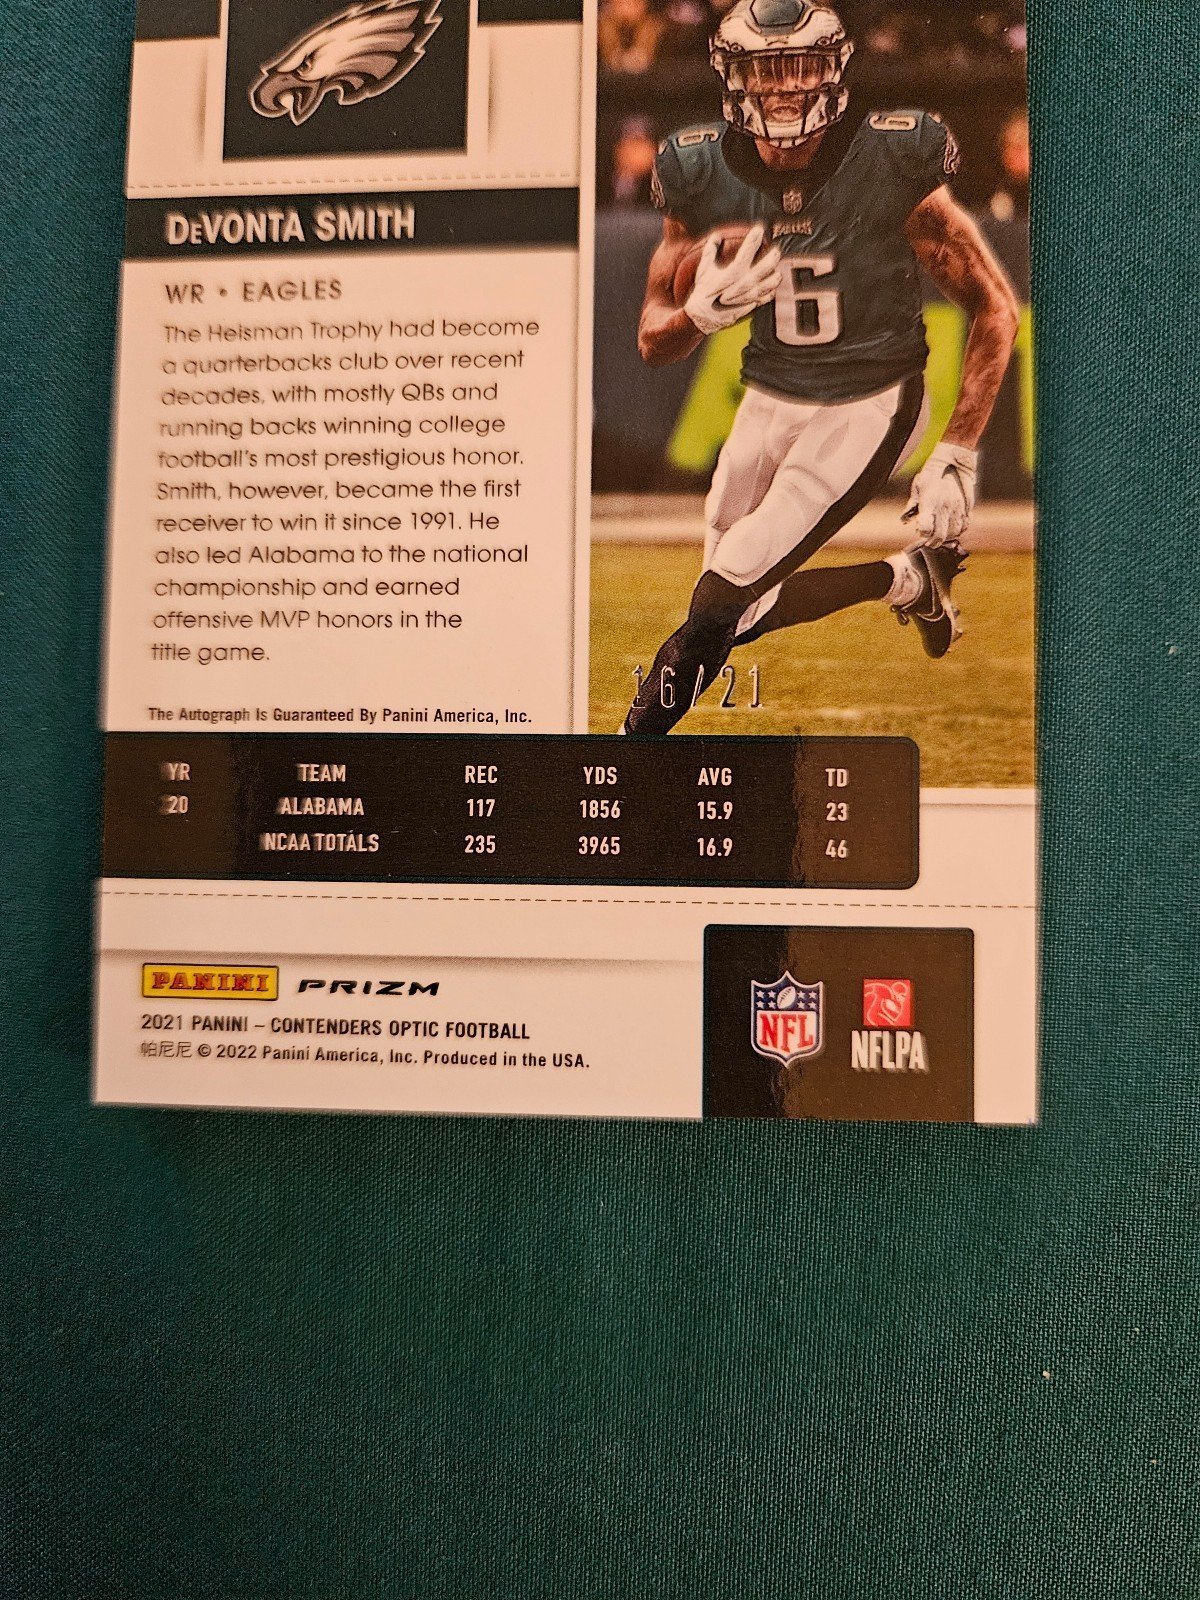 DEVONTA SMITH
WR • EAGLES
The Heisman Trophy had become
a quarterbacks club over recent
decades, with mostly QBs and
running backs winning college
football's most prestigious honor.
Smith, however, became the first
receiver to win it since 1991. He
also led Alabama to the national
championship and earned
offensive MVP honors in the
title game.
The Autograph Is Guaranteed By Panini America, Inc.
6
6
EAGLES
6
16/21
YR TEAM REC YDS AVG TD
20 ALABAMA 117 1856 15.9 23
NCAA TOTALS 235 3965 16.9 46
PANINI PRIZM
2021 PANINI – CONTENDERS OPTIC FOOTBALL
帕尼尼 © 2022 Panini America, Inc. Produced in the USA.
NFL
NFLPA